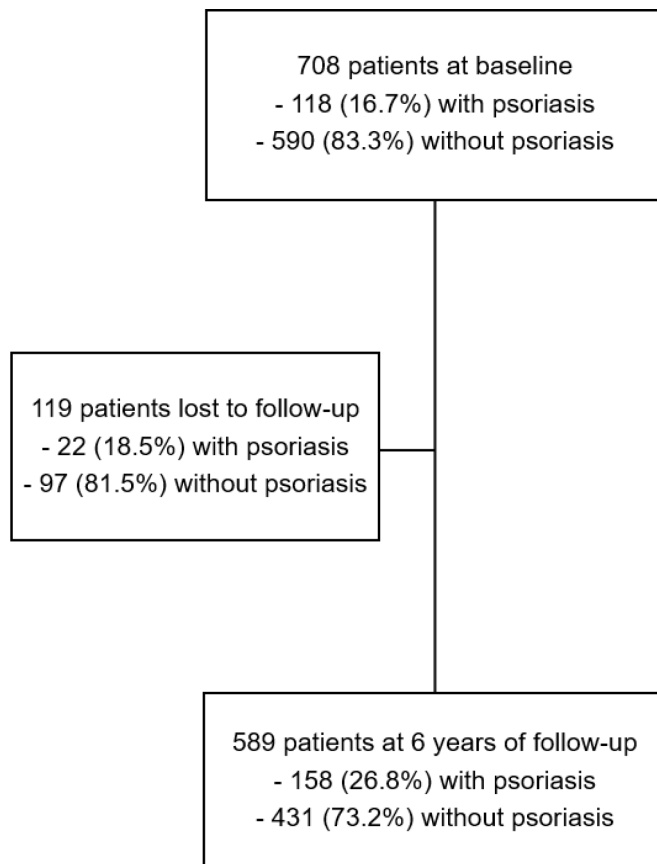 708 patients at baseline
- 118 (16.7%) with psoriasis
- 590 (83.3%) without psoriasis
119 patients lost to follow-up
- 22 (18.5%) with psoriasis
- 97 (81.5%) without psoriasis
589 patients at 6 years of follow-up
- 158 (26.8%) with psoriasis
- 431 (73.2%) without psoriasis